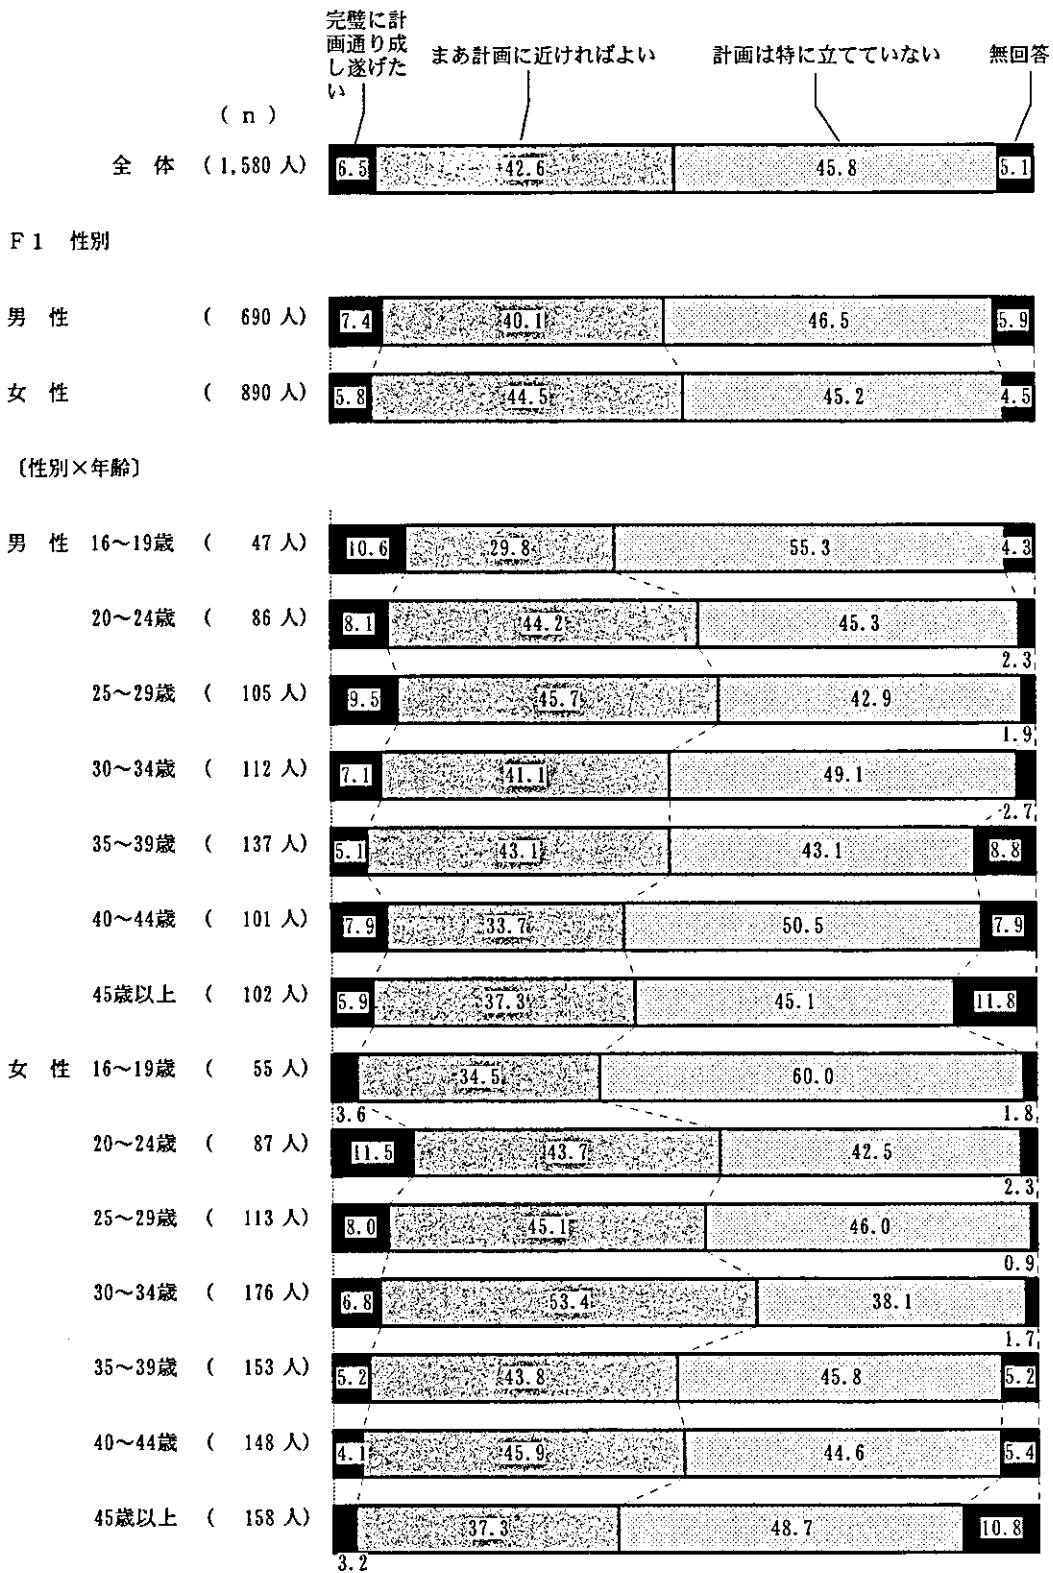 完璧に計
画通り成
し遂げた
い
まあ計画に近ければよい
計画は特に立てていない
無回答
( n )
全 体 (1,580 人) 6.5 42.6 45.8 5.1
F1 性別
男 性 ( 690 人) 7.4 40.1 46.5 5.9
女 性 ( 890 人) 5.8 44.5 45.2 4.5
〔性別×年齢〕
男 性 16〜19歳 ( 47 人) 10.6 29.8 55.3 4.3
20〜24歳 ( 86 人) 8.1 44.2 45.3
2.3
25〜29歳 ( 105 人) 9.5 45.7 42.9
1.9
30〜34歳 ( 112 人) 7.1 41.1 49.1
2.7
35〜39歳 ( 137 人) 5.1 43.1 43.1 8.8
40〜44歳 ( 101 人) 7.9 33.7 50.5 7.9
45歳以上 ( 102 人) 5.9 37.3 45.1 11.8
女 性 16〜19歳 ( 55 人) 34.5 60.0
3.6 1.8
20〜24歳 ( 87 人) 11.5 43.7 42.5
2.3
25〜29歳 ( 113 人) 8.0 45.1 46.0
0.9
30〜34歳 ( 176 人) 6.8 53.4 38.1
1.7
35〜39歳 ( 153 人) 5.2 43.8 45.8 5.2
40〜44歳 ( 148 人) 4.1 45.9 44.6 5.4
45歳以上 ( 158 人) 37.3 48.7 10.8
3.2